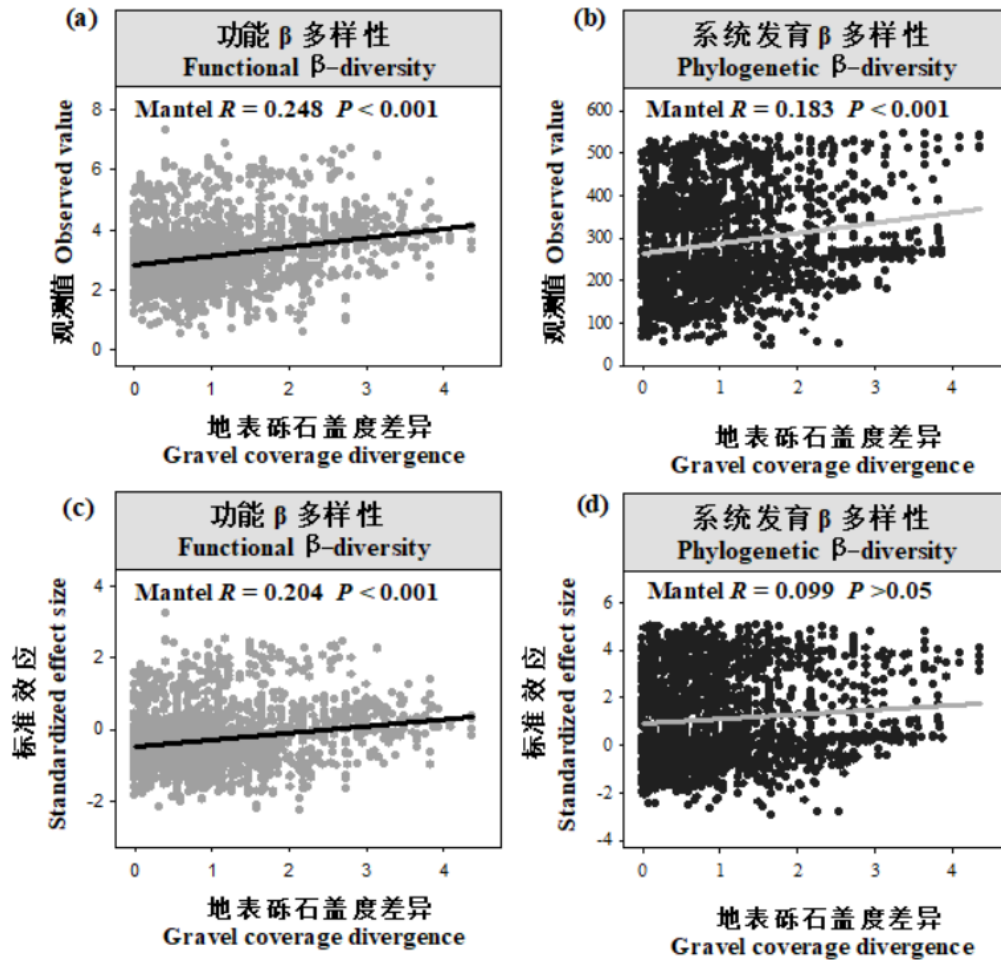 (a)
功能 β 多样性
Functional β-diversity
Mantel R = 0.248 P < 0.001
观测值 Observed value
8
6
4
2
0
0 1 2 3 4
地表砾石盖度差异
Gravel coverage divergence
(b)
系统发育 β 多样性
Phylogenetic β-diversity
Mantel R = 0.183 P < 0.001
观测值 Observed value
600
500
400
300
200
100
0
0 1 2 3 4
地表砾石盖度差异
Gravel coverage divergence
(c)
功能 β 多样性
Functional β-diversity
Mantel R = 0.204 P < 0.001
标准效应
Standardized effect size
4
2
0
-2
0 1 2 3 4
地表砾石盖度差异
Gravel coverage divergence
(d)
系统发育 β 多样性
Phylogenetic β-diversity
Mantel R = 0.099 P >0.05
标准效应
Standardized effect size
6
4
2
0
-2
-4
0 1 2 3 4
地表砾石盖度差异
Gravel coverage divergence